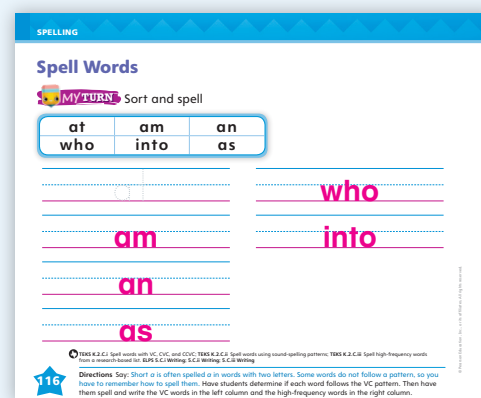 SPELLING
Spell Words
MY TURN Sort and spell
at am an
who into as
at who
am into
an
as
TEKS K.2.C.i Spell words with VC, CVC, and CCVC; TEKS K.2.C.ii Spell words using sound-spelling patterns; TEKS K.2.C.iii Spell high-frequency words
from a research-based list. ELPS 5.C.i Writing; 5.C.ii Writing; 5.C.iii Writing
116
Directions Say: Short a is often spelled a in words with two letters. Some words do not follow a pattern, so you
have to remember how to spell them. Have students determine if each word follows the VC pattern. Then have
them spell and write the VC words in the left column and the high-frequency words in the right column.